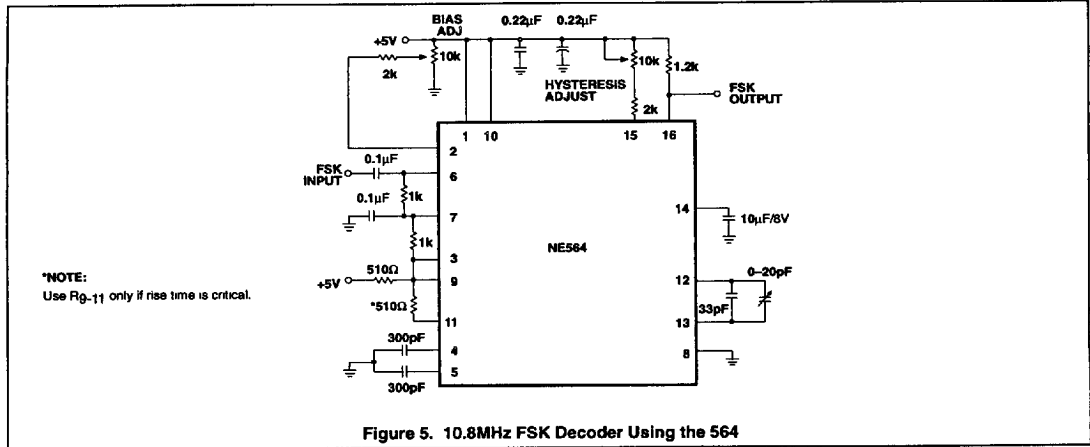 BIAS ADJ
0.22µF 0.22µF
+5V
10k
2k
HYSTERESIS ADJUST
10k
1.2k
2k
FSK OUTPUT
1 10 15 16
2
0.1µF
FSK INPUT
6
1k
0.1µF
7
1k
3
510Ω
+5V
9
*510Ω
11
300pF
4
5
300pF
NE564
14
10µF/8V
0–20pF
12
33pF
13
8
*NOTE:
Use R9-11 only if rise time is critical.
Figure 5. 10.8MHz FSK Decoder Using the 564